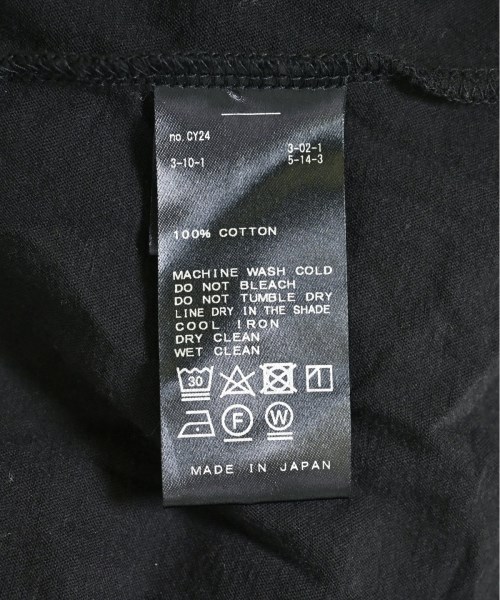 no. CY24
3-10-1 3-02-1
5-14-3
100% COTTON
MACHINE WASH COLD
DO NOT BLEACH
DO NOT TUMBLE DRY
LINE DRY IN THE SHADE
COOL IRON
DRY CLEAN
WET CLEAN
30
F W
MADE IN JAPAN